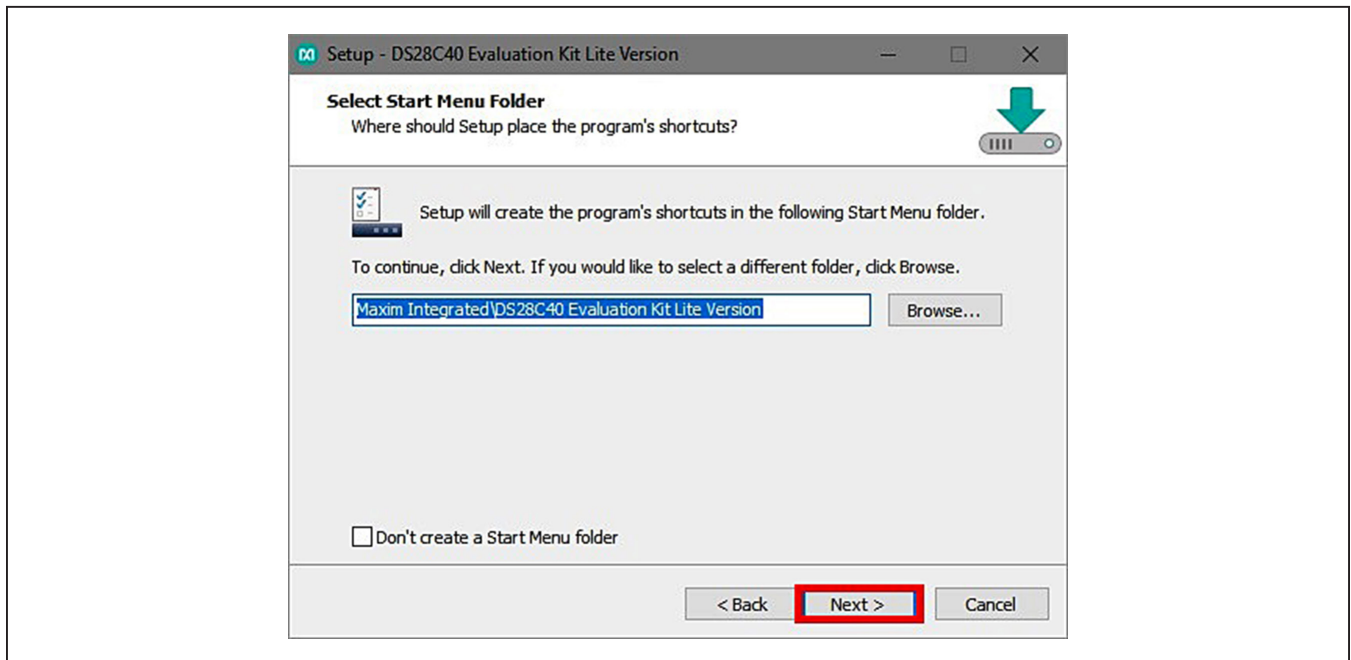 Setup - DS28C40 Evaluation Kit Lite Version
Select Start Menu Folder
Where should Setup place the program's shortcuts?
Setup will create the program's shortcuts in the following Start Menu folder.
To continue, click Next. If you would like to select a different folder, click Browse.
Maxim Integrated\DS28C40 Evaluation Kit Lite Version
Browse...
Don't create a Start Menu folder
< Back
Next >
Cancel